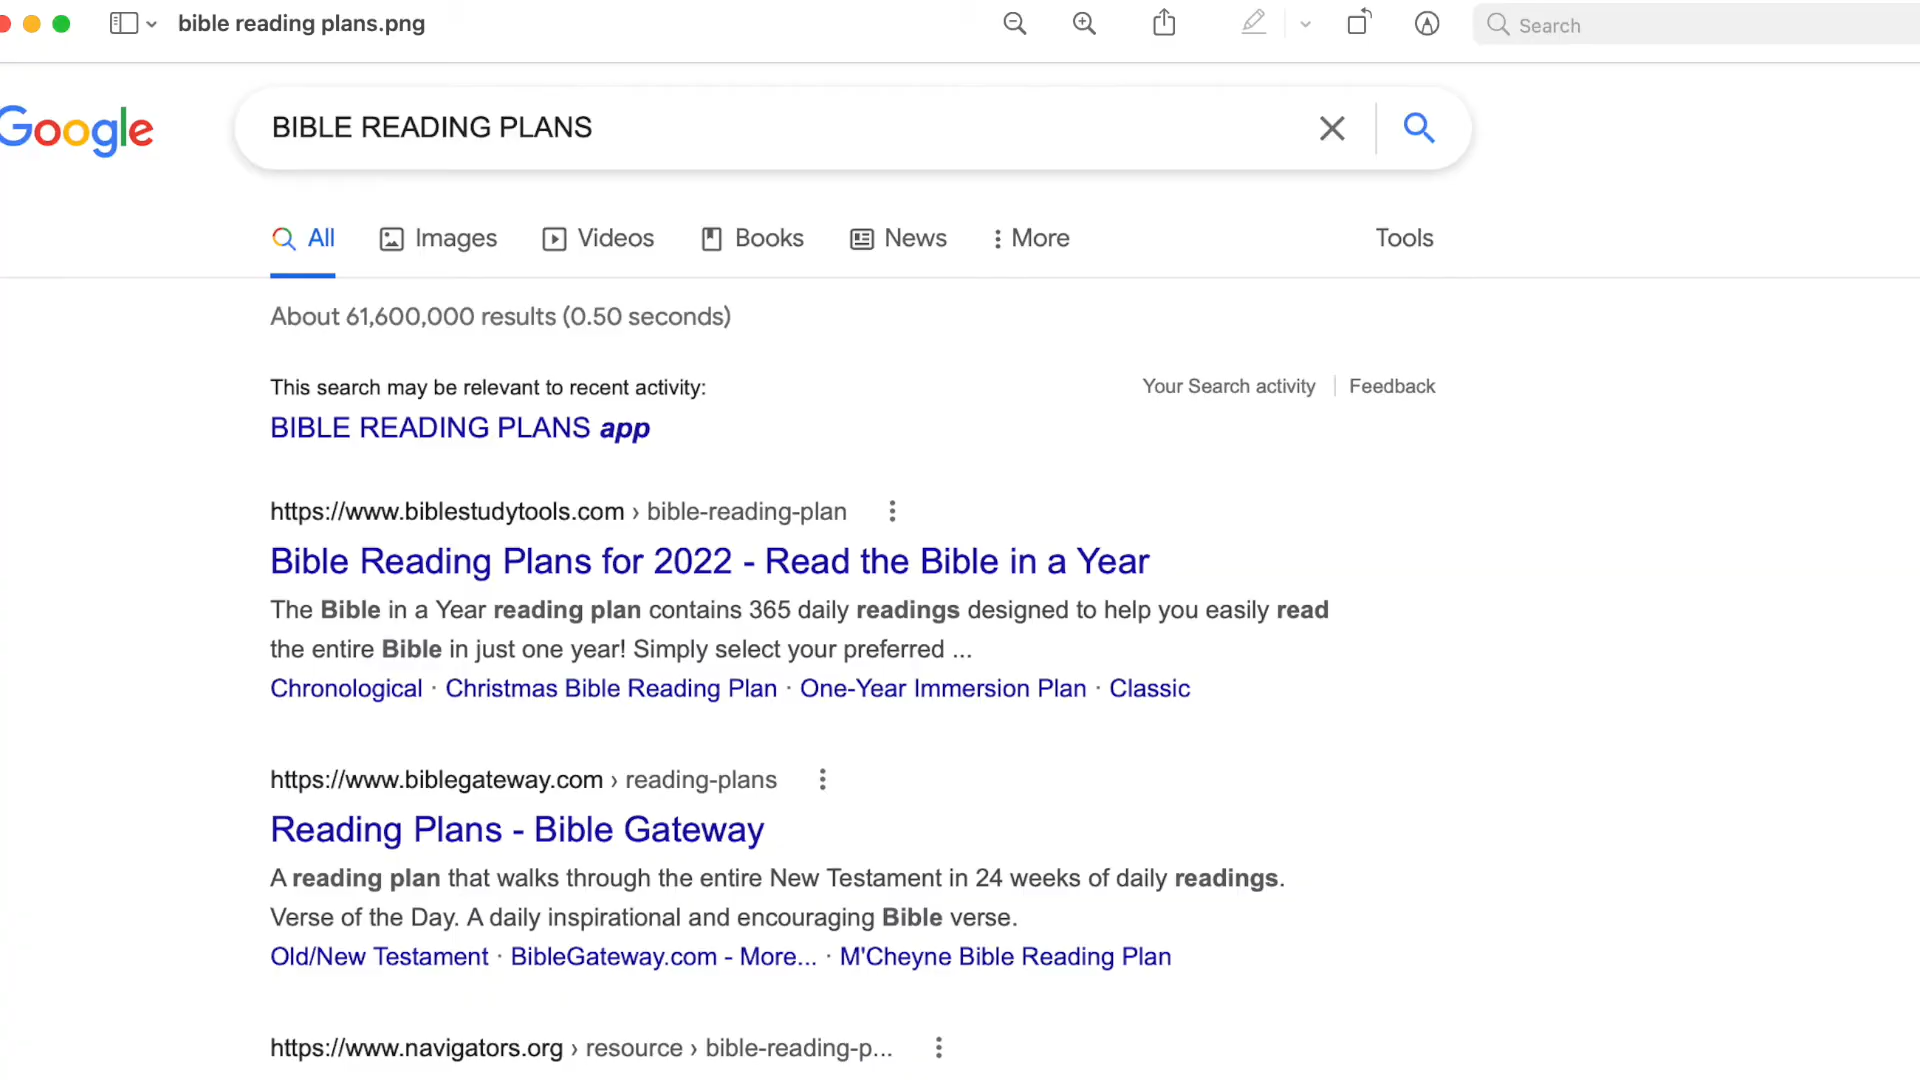 bible reading plans.png
Search
Google
BIBLE READING PLANS
All Images Videos Books News More Tools
About 61,600,000 results (0.50 seconds)
This search may be relevant to recent activity: Your Search activity Feedback
BIBLE READING PLANS app
https://www.biblestudytools.com › bible-reading-plan
Bible Reading Plans for 2022 - Read the Bible in a Year
The Bible in a Year reading plan contains 365 daily readings designed to help you easily read
the entire Bible in just one year! Simply select your preferred ...
Chronological · Christmas Bible Reading Plan · One-Year Immersion Plan · Classic
https://www.biblegateway.com › reading-plans
Reading Plans - Bible Gateway
A reading plan that walks through the entire New Testament in 24 weeks of daily readings.
Verse of the Day. A daily inspirational and encouraging Bible verse.
Old/New Testament · BibleGateway.com - More... · M'Cheyne Bible Reading Plan
https://www.navigators.org › resource › bible-reading-p...